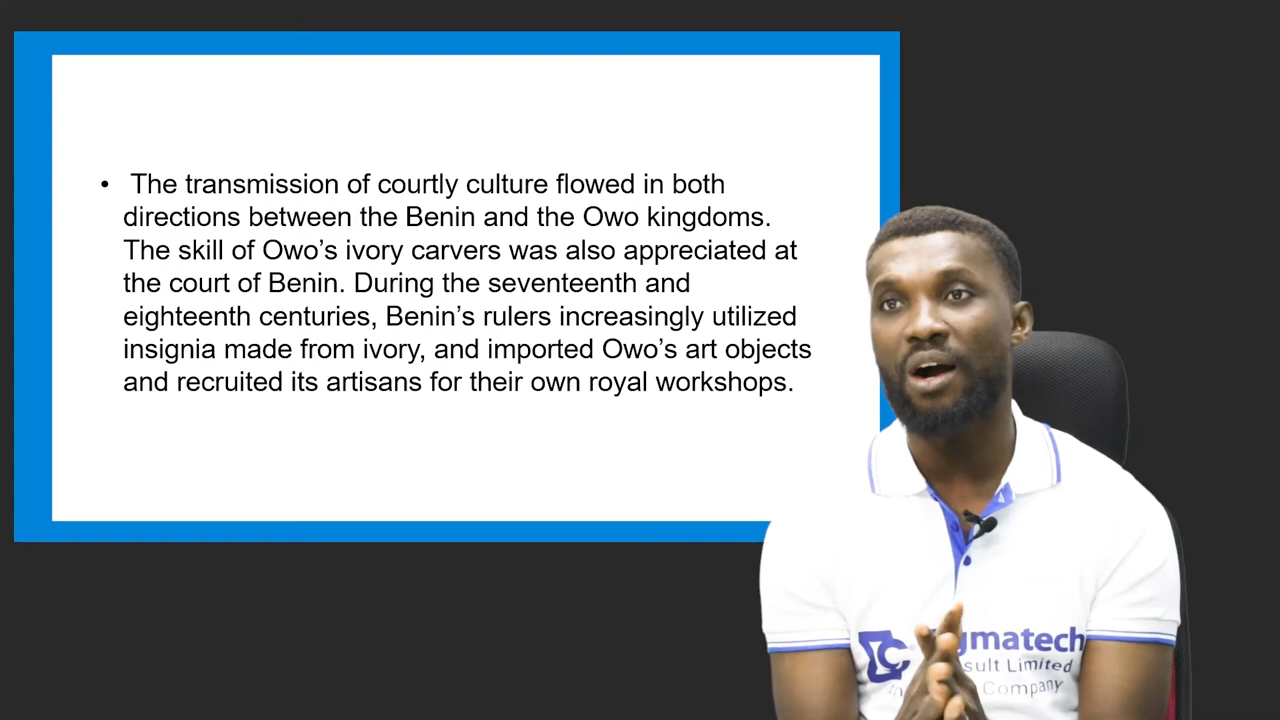 • The transmission of courtly culture flowed in both
directions between the Benin and the Owo kingdoms.
The skill of Owo’s ivory carvers was also appreciated at
the court of Benin. During the seventeenth and
eighteenth centuries, Benin’s rulers increasingly utilized
insignia made from ivory, and imported Owo’s art objects
and recruited its artisans for their own royal workshops.
Limited
Company